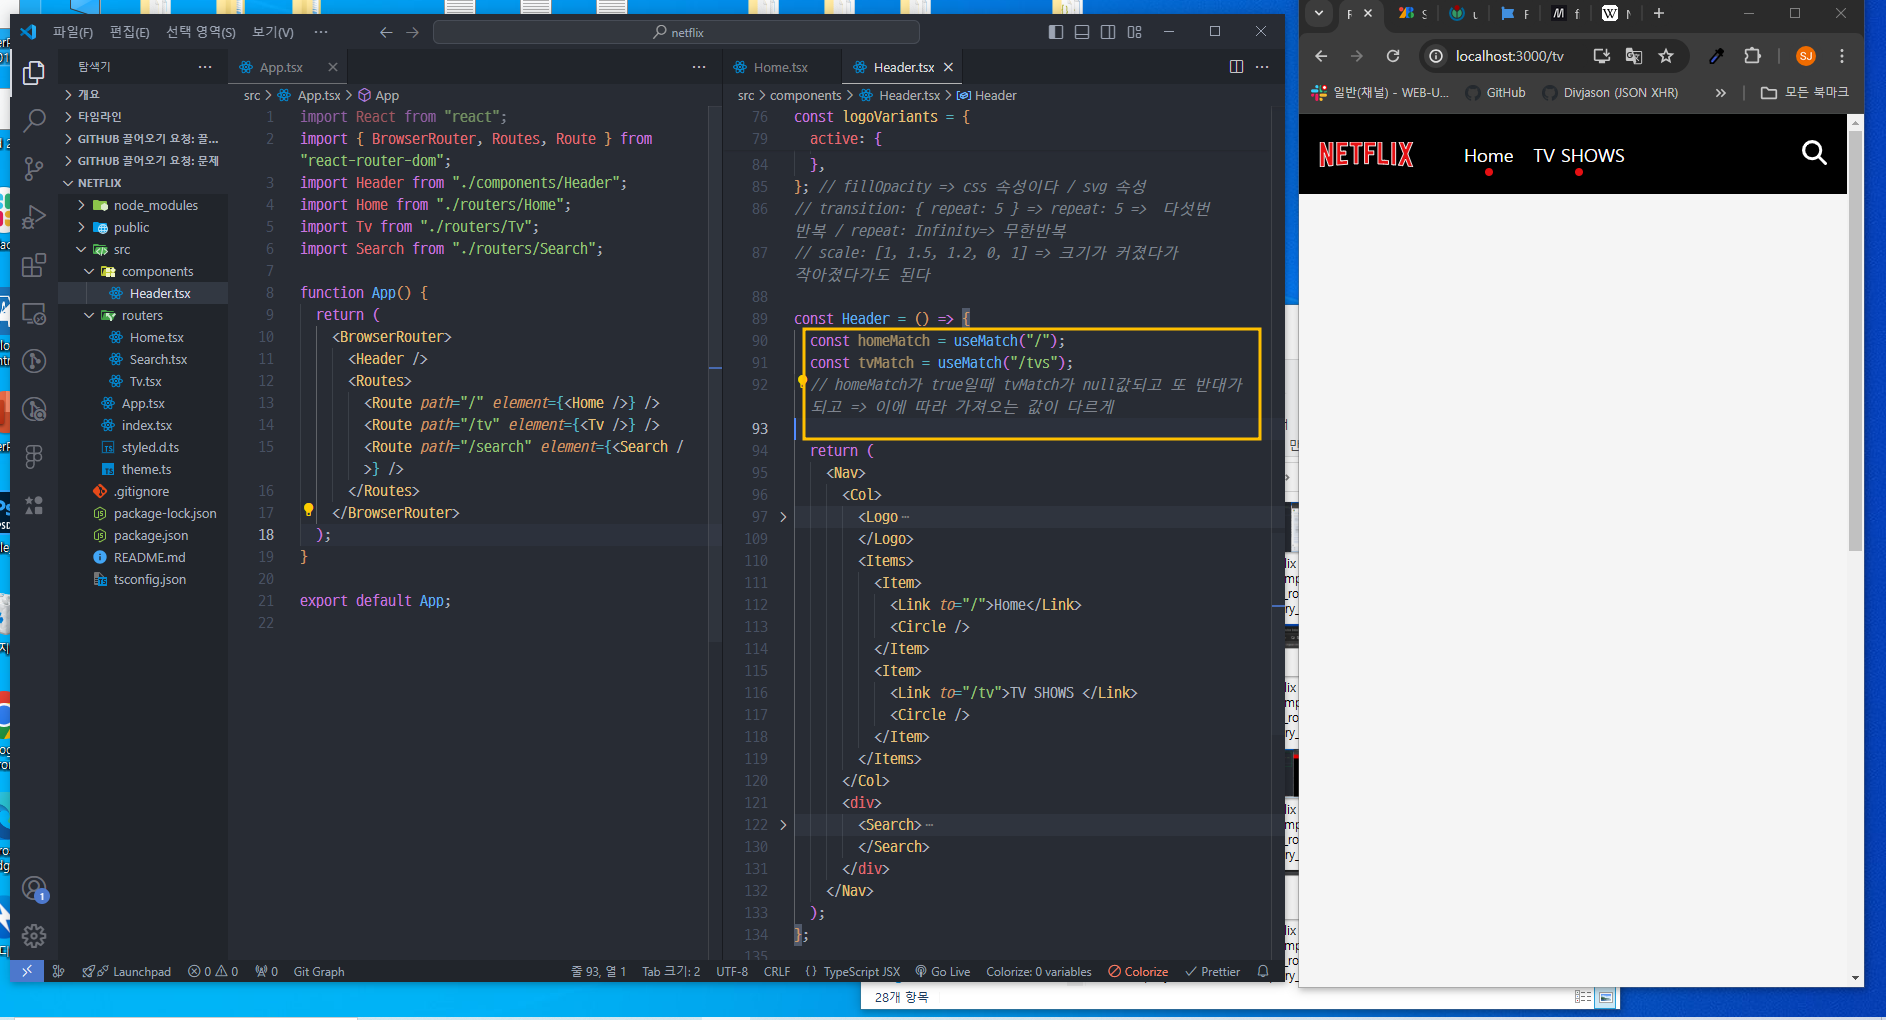 파일(F) 편집(E) 선택 영역(S) 보기(V) ···
netflix
탐색기 ···
개요
타임라인
GITHUB 끌어오기 요청: 끌...
GITHUB 끌어오기 요청: 문제
NETFLIX
node_modules
public
src
components
Header.tsx
routers
Home.tsx
Search.tsx
Tv.tsx
App.tsx
index.tsx
styled.d.ts
theme.ts
.gitignore
package-lock.json
package.json
README.md
tsconfig.json
App.tsx
src > App.tsx > App
1 import React from "react";
2 import { BrowserRouter, Routes, Route } from
"react-router-dom";
3 import Header from "./components/Header";
4 import Home from "./routers/Home";
5 import Tv from "./routers/Tv";
6 import Search from "./routers/Search";
7
8 function App() {
9 return (
10 <BrowserRouter>
11 <Header />
12 <Routes>
13 <Route path="/" element={<Home />} />
14 <Route path="/tv" element={<Tv />} />
15 <Route path="/search" element={<Search /
>} />
16 </Routes>
17 </BrowserRouter>
18 );
19 }
20
21 export default App;
22
Home.tsx
Header.tsx
src > components > Header.tsx > Header
76 const logoVariants = {
79 active: {
84 },
85 }; // fillOpacity => css 속성이다 / svg 속성
86 // transition: { repeat: 5 } => repeat: 5 => 다섯번
반복 / repeat: Infinity=> 무한반복
87 // scale: [1, 1.5, 1.2, 0, 1] => 크기가 커졌다가
작아졌다가도 된다
88
89 const Header = () => {
90 const homeMatch = useMatch("/");
91 const tvMatch = useMatch("/tvs");
92 // homeMatch가 true일때 tvMatch가 null값되고 또 반대가
되고 => 이에 따라 가져오는 값이 다르게
93
94 return (
95 <Nav>
96 <Col>
97 <Logo ···
109 </Logo>
110 <Items>
111 <Item>
112 <Link to="/">Home</Link>
113 <Circle />
114 </Item>
115 <Item>
116 <Link to="/tv">TV SHOWS </Link>
117 <Circle />
118 </Item>
119 </Items>
120 </Col>
121 <div>
122 <Search> ···
130 </Search>
131 </div>
132 </Nav>
133 );
134 };
135
1
Launchpad 0 0 0 Git Graph
줄 93, 열 1 Tab 크기: 2 UTF-8 CRLF {} TypeScript JSX Go Live Colorize: 0 variables Colorize Prettier
localhost:3000/tv
SJ
일반(채널) - WEB-U... GitHub Divjason (JSON XHR) » 모든 북마크
NETFLIX Home TV SHOWS
28개 항목